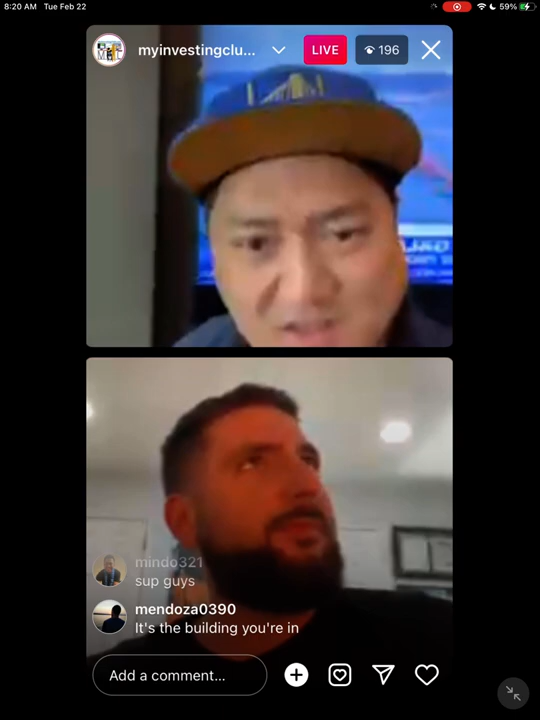 8:20 AM Tue Feb 22
59%
myinvestingclu...
LIVE
196
mindo321
sup guys
mendoza0390
It's the building you're in
Add a comment...